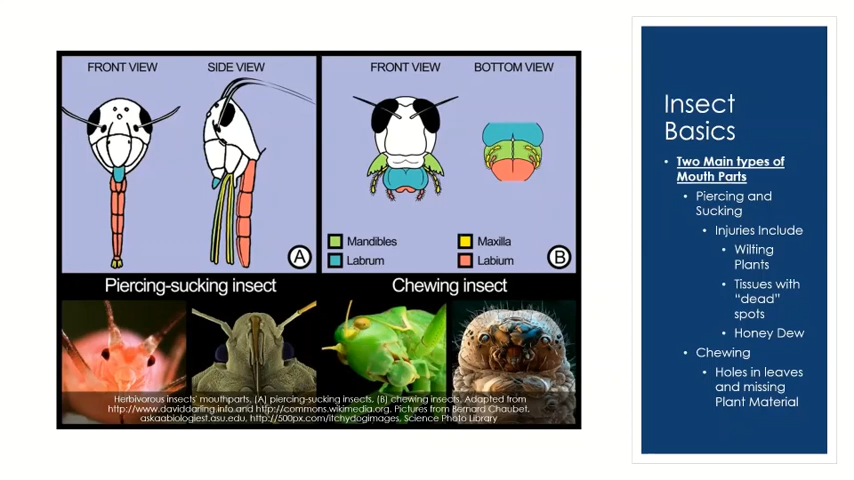 FRONT VIEW
SIDE VIEW
FRONT VIEW
BOTTOM VIEW
Mandibles
Maxilla
Labrum
Labium
A
B
Piercing-sucking insect
Chewing insect
Herbivorous insects' mouthparts. (A) piercing-sucking insects. (B) chewing insects. Adapted from
http://www.daviddarling.info and http://commons.wikimedia.org. Pictures from Bernard Chaubet,
askaabiologiest.asu.edu, http://500px.com/itchydogimages, Science Photo Library
Insect
Basics
• Two Main types of
Mouth Parts
• Piercing and
Sucking
• Injuries Include
• Wilting
Plants
• Tissues with
“dead”
spots
• Honey Dew
• Chewing
• Holes in leaves
and missing
Plant Material